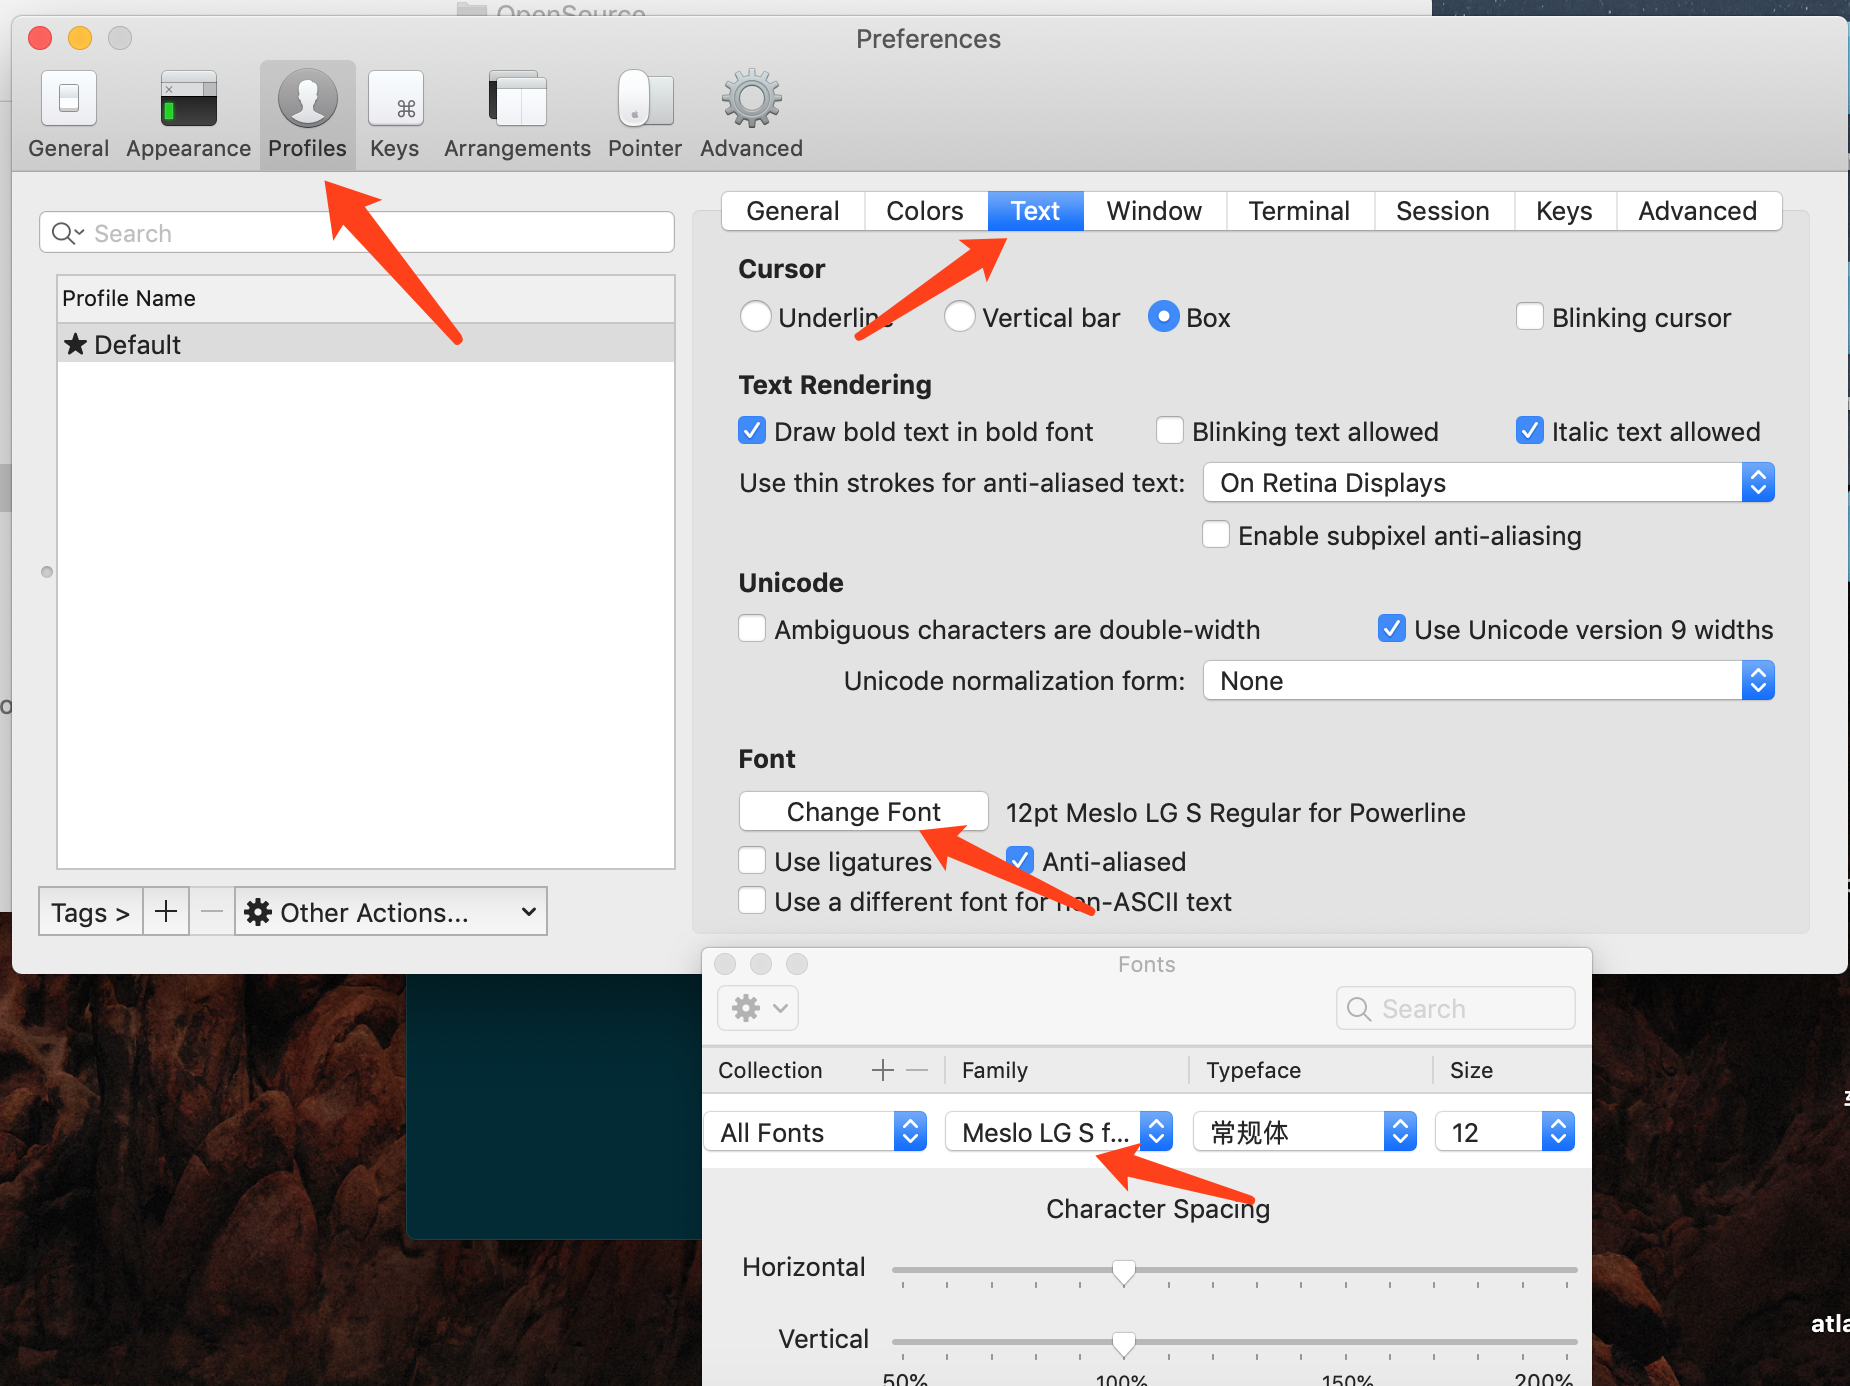 OpenSource
Preferences
General Appearance Profiles Keys Arrangements Pointer Advanced
Search
Profile Name
★ Default
Tags > + — Other Actions...
General Colors Text Window Terminal Session Keys Advanced
Cursor
Underline Vertical bar Box Blinking cursor
Text Rendering
Draw bold text in bold font Blinking text allowed Italic text allowed
Use thin strokes for anti-aliased text: On Retina Displays
Enable subpixel anti-aliasing
Unicode
Ambiguous characters are double-width Use Unicode version 9 widths
Unicode normalization form: None
Font
Change Font 12pt Meslo LG S Regular for Powerline
Use ligatures Anti-aliased
Use a different font for non-ASCII text
Fonts
Search
Collection + — Family Typeface Size
All Fonts Meslo LG S f... 常规体 12
Character Spacing
Horizontal
Vertical
50% 100% 150% 200%
atla